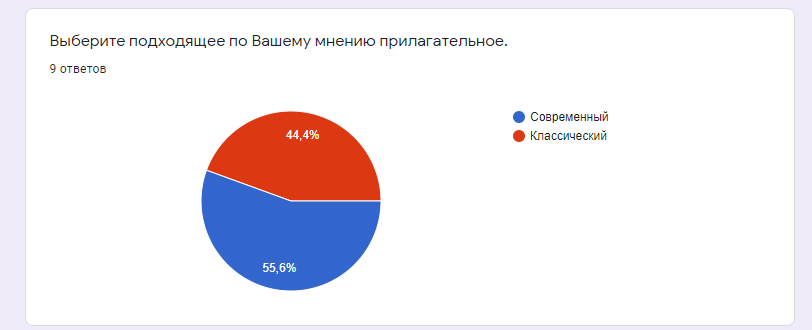 Выберите подходящее по Вашему мнению прилагательное.
9 ответов
44,4%
55,6%
Современный
Классический